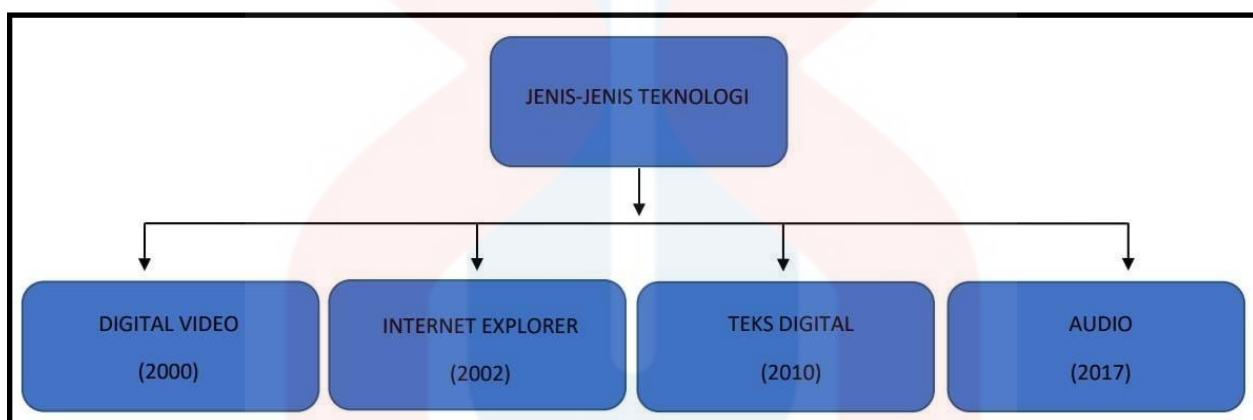 JENIS-JENIS TEKNOLOGI
DIGITAL VIDEO
(2000)
INTERNET EXPLORER
(2002)
TEKS DIGITAL
(2010)
AUDIO
(2017)